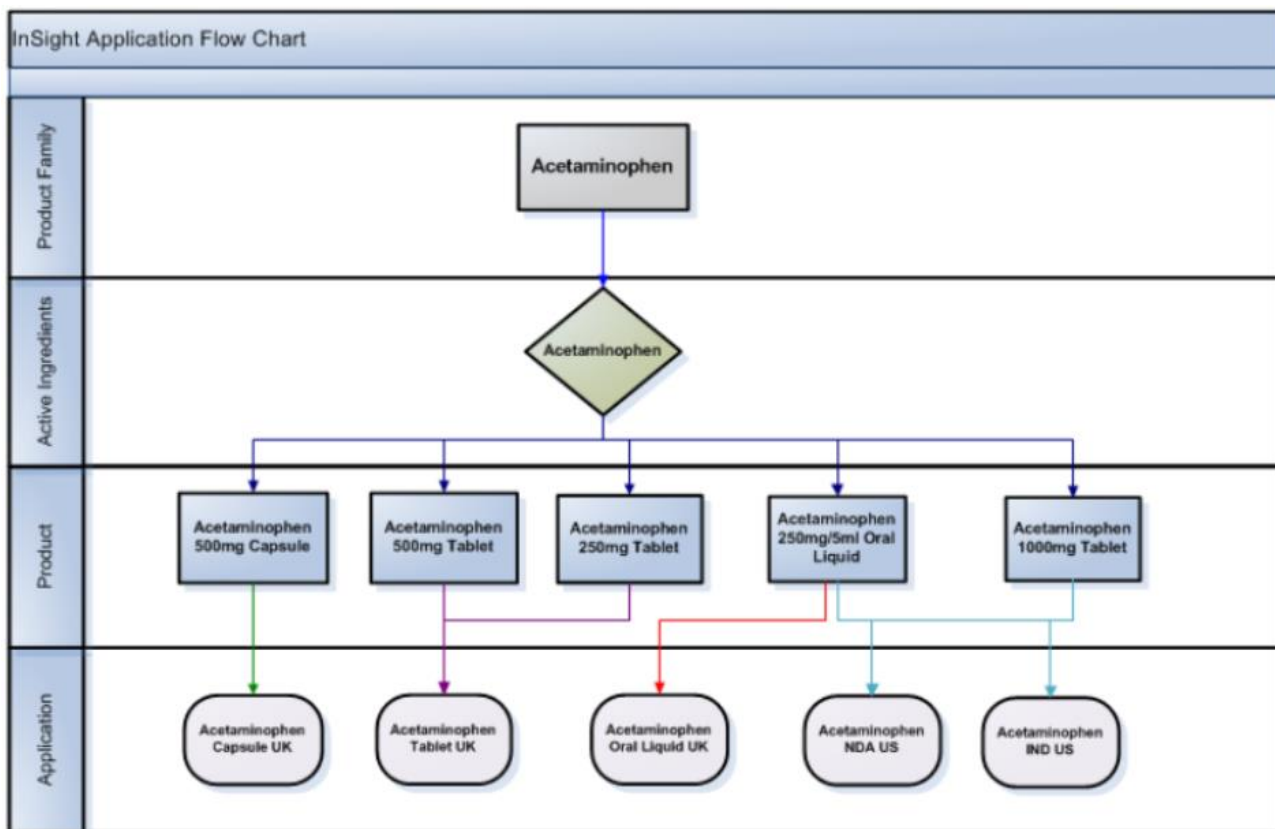 InSight Application Flow Chart
Product Family
Acetaminophen
Active Ingredients
Acetaminophen
Product
Acetaminophen
500mg Capsule
Acetaminophen
500mg Tablet
Acetaminophen
250mg Tablet
Acetaminophen
250mg/5ml Oral
Liquid
Acetaminophen
1000mg Tablet
Application
Acetaminophen
Capsule UK
Acetaminophen
Tablet UK
Acetaminophen
Oral Liquid UK
Acetaminophen
NDA US
Acetaminophen
IND US